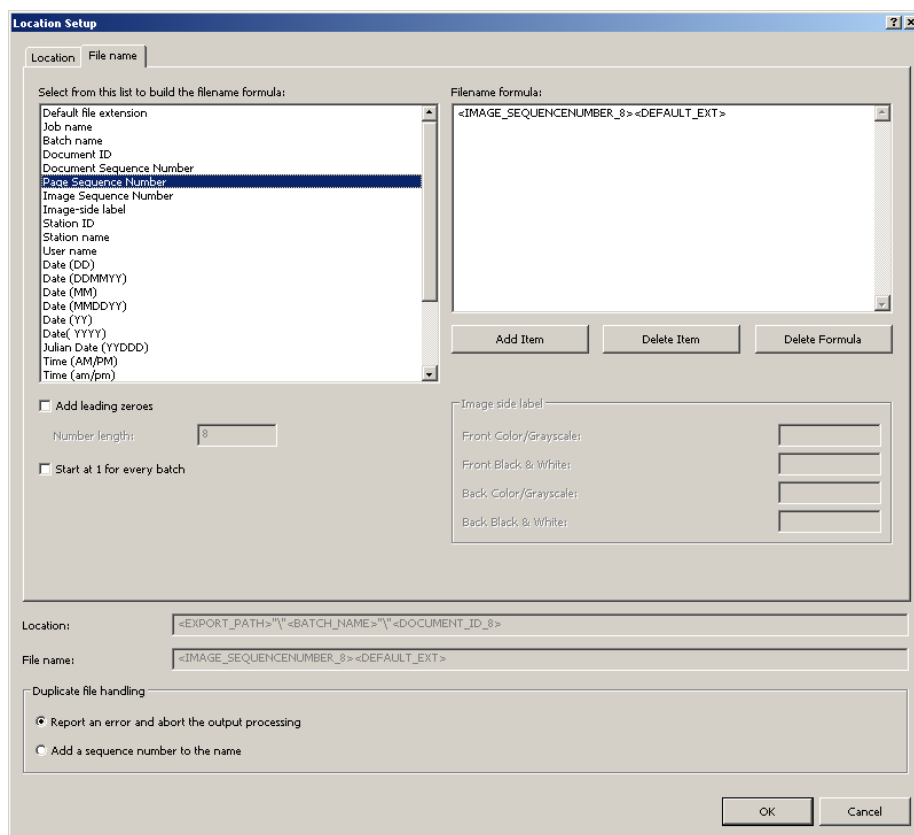 Location Setup
Location
File name
Select from this list to build the filename formula:
Default file extension
Job name
Batch name
Document ID
Document Sequence Number
Page Sequence Number
Image Sequence Number
Image-side label
Station ID
Station name
User name
Date (DD)
Date (DDMMYY)
Date (MM)
Date (MMDDYY)
Date (YY)
Date( YYYY)
Julian Date (YYDDD)
Time (AM/PM)
Time (am/pm)
Filename formula:
<IMAGE_SEQUENCENUMBER_8><DEFAULT_EXT>
Add Item
Delete Item
Delete Formula
Add leading zeroes
Number length:
8
Start at 1 for every batch
Image side label
Front Color/Grayscale:
Front Black & White:
Back Color/Grayscale:
Back Black & White:
Location:
<EXPORT_PATH>"\"<BATCH_NAME>"\"<DOCUMENT_ID_8>
File name:
<IMAGE_SEQUENCENUMBER_8><DEFAULT_EXT>
Duplicate file handling
Report an error and abort the output processing
Add a sequence number to the name
OK
Cancel